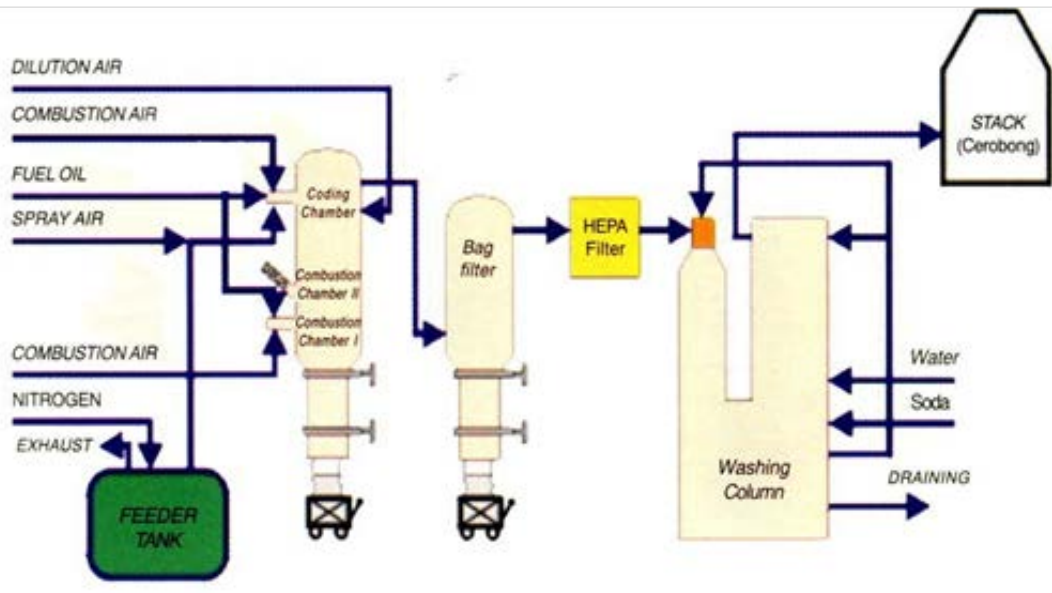 DILUTION AIR
COMBUSTION AIR
FUEL OIL
SPRAY AIR
COMBUSTION AIR
NITROGEN
EXHAUST
FEEDER
TANK
Coding
Chamber
Combustion
Chamber II
Combustion
Chamber I
Bag
filter
HEPA
Filter
STACK
(Cerobong)
Water
Soda
Washing
Column
DRAINING